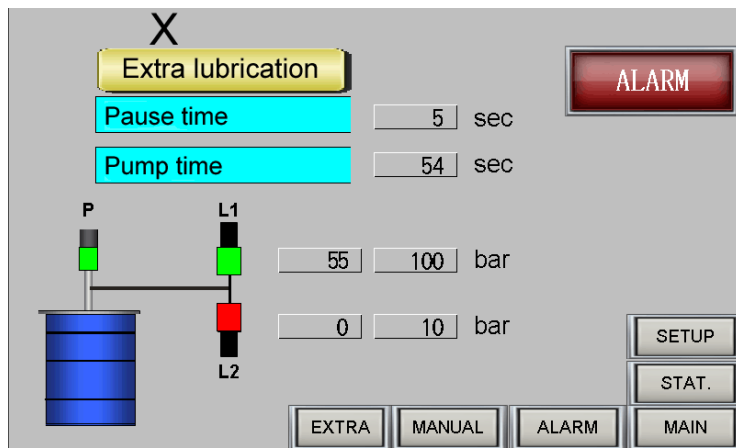 X
Extra lubrication
ALARM
Pause time 5 sec
Pump time 54 sec
P L1
55 100 bar
0 10 bar
L2
SETUP
STAT.
EXTRA MANUAL ALARM MAIN